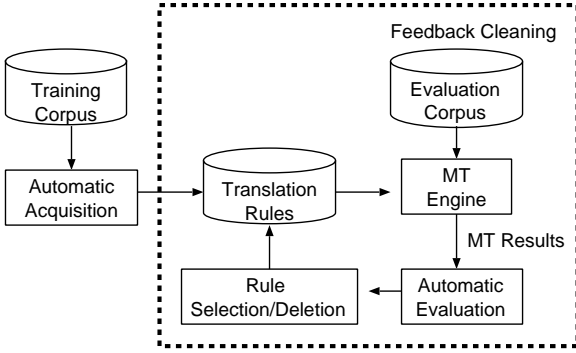 Feedback Cleaning
Training
Corpus
Evaluation
Corpus
Automatic
Acquisition
Translation
Rules
MT
Engine
MT Results
Rule
Selection/Deletion
Automatic
Evaluation